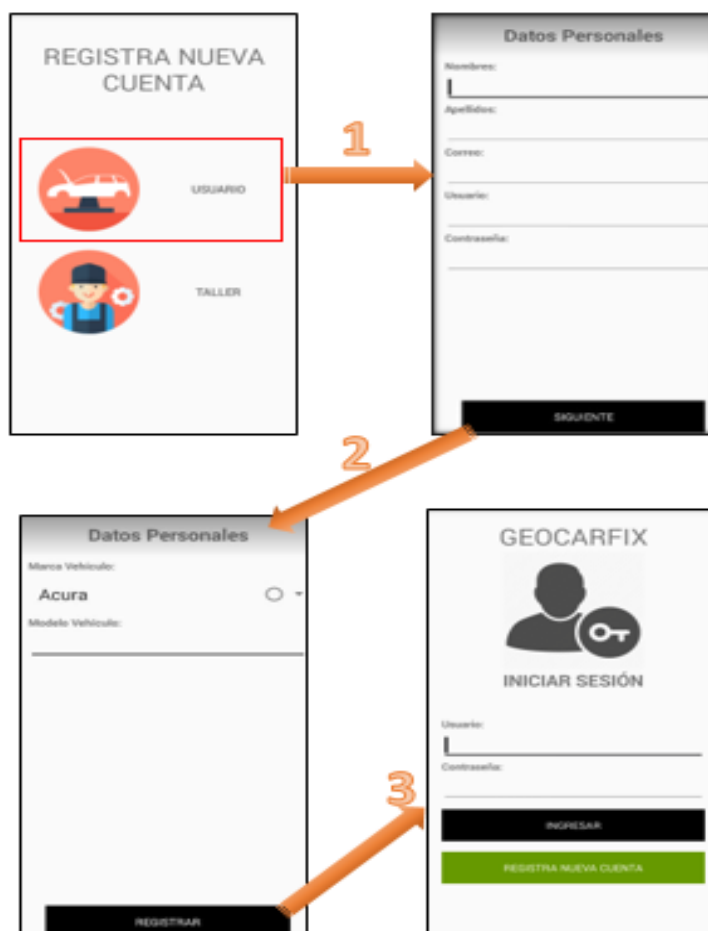 REGISTRA NUEVA
CUENTA
USUARIO
TALLER
1
Datos Personales
Nombres:
Apellidos:
Correo:
Usuario:
Contraseña:
SIGUIENTE
2
Datos Personales
Marca Vehiculo:
Acura
Modelo Vehiculo:
REGISTRAR
3
GEOCARFIX
INICIAR SESIÓN
Usuario:
Contraseña:
INGRESAR
REGISTRA NUEVA CUENTA